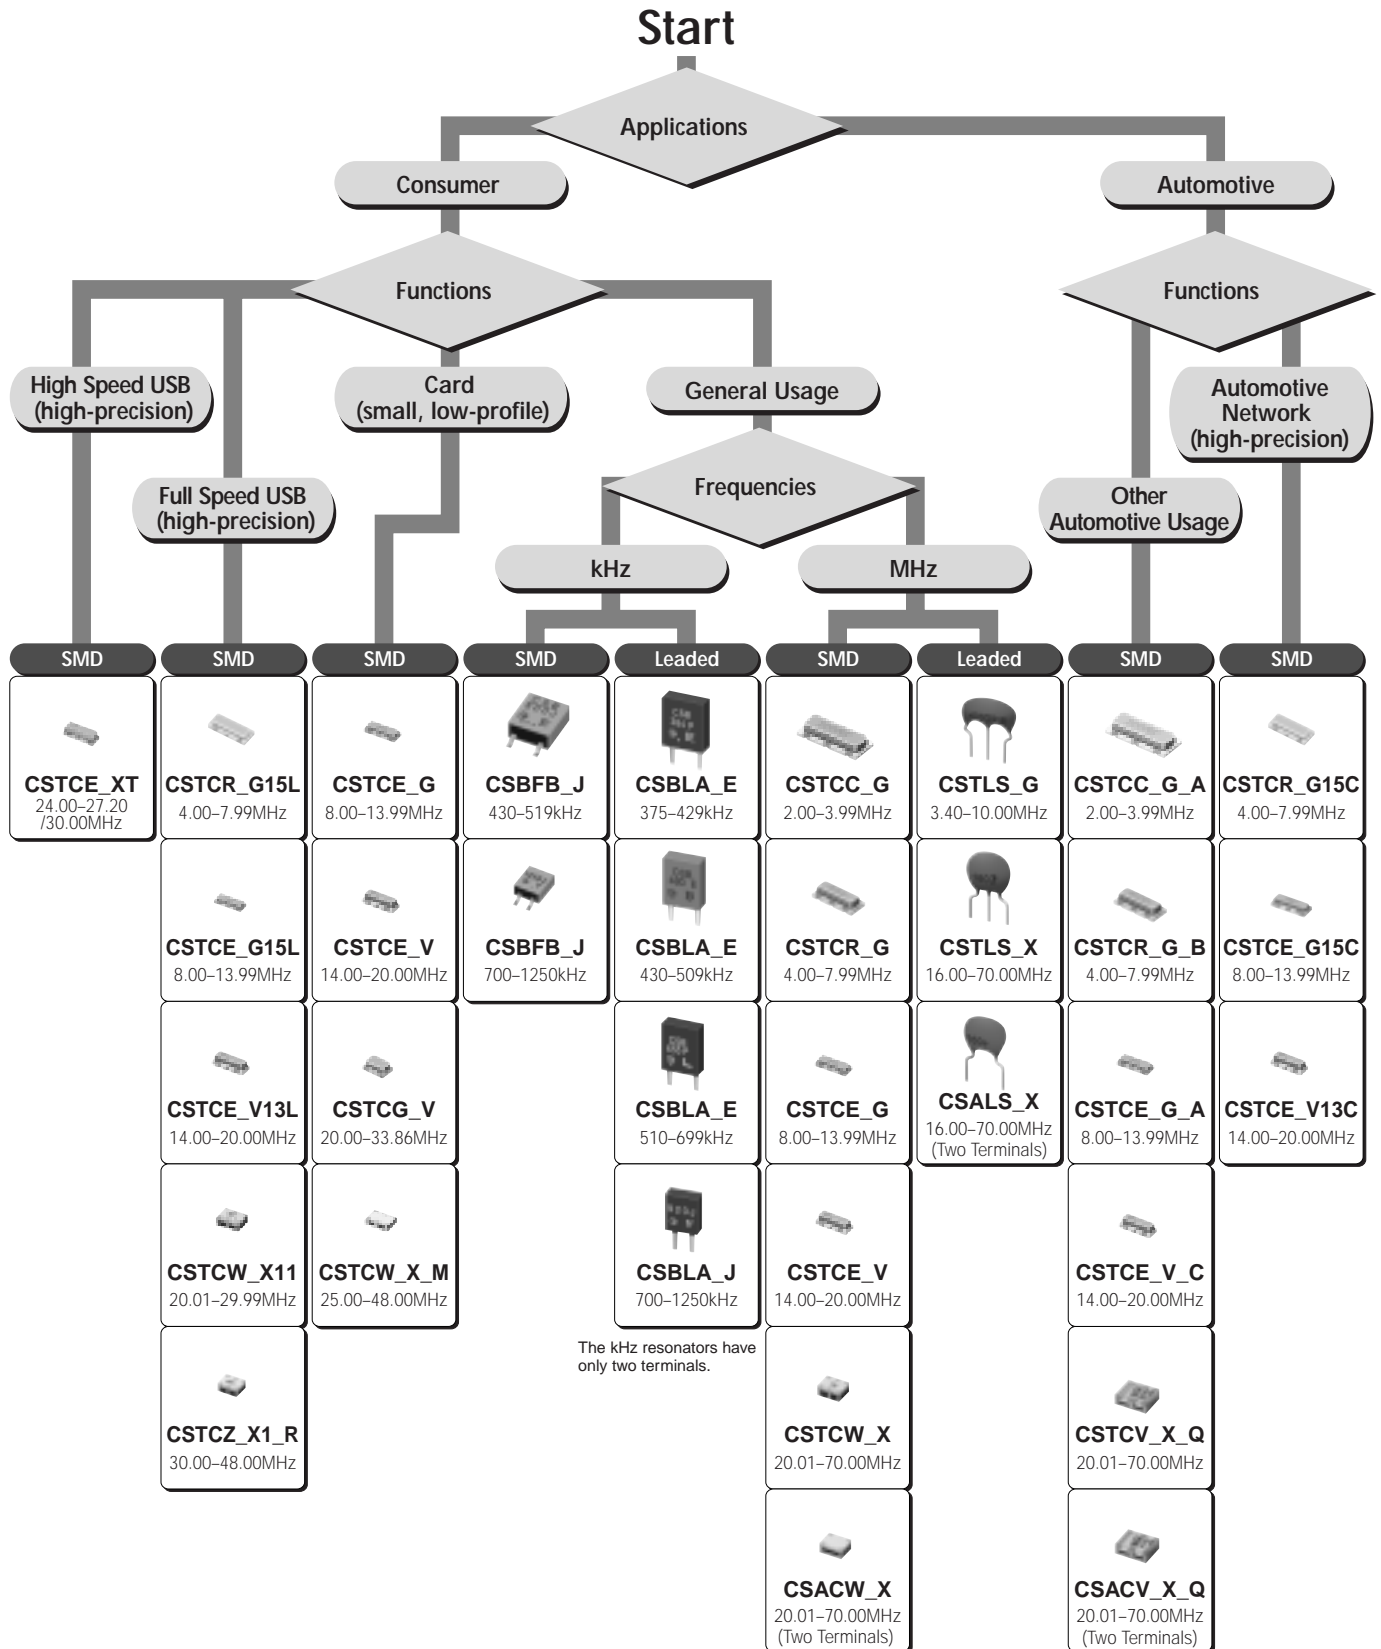 Start
Applications
Consumer
Automotive
Functions
Functions
High Speed USB
(high-precision)
Card
(small, low-profile)
General Usage
Automotive
Network
(high-precision)
Full Speed USB
(high-precision)
Frequencies
Other
Automotive Usage
kHz
MHz
SMD
SMD
SMD
SMD
Leaded
SMD
Leaded
SMD
SMD
CSTCE_XT
24.00–27.20
/30.00MHz
CSTCR_G15L
4.00–7.99MHz
CSTCE_G
8.00–13.99MHz
CSBFB_J
430–519kHz
CSBLA_E
375–429kHz
CSTCC_G
2.00–3.99MHz
CSTLS_G
3.40–10.00MHz
CSTCC_G_A
2.00–3.99MHz
CSTCR_G15C
4.00–7.99MHz
CSTCE_G15L
8.00–13.99MHz
CSTCE_V
14.00–20.00MHz
CSBFB_J
700–1250kHz
CSBLA_E
430–509kHz
CSTCR_G
4.00–7.99MHz
CSTLS_X
16.00–70.00MHz
CSTCR_G_B
4.00–7.99MHz
CSTCE_G15C
8.00–13.99MHz
CSTCE_V13L
14.00–20.00MHz
CSTCG_V
20.00–33.86MHz
CSBLA_E
510–699kHz
CSTCE_G
8.00–13.99MHz
CSALS_X
16.00–70.00MHz
(Two Terminals)
CSTCE_G_A
8.00–13.99MHz
CSTCE_V13C
14.00–20.00MHz
CSTCW_X11
20.01–29.99MHz
CSTCW_X_M
25.00–48.00MHz
CSBLA_J
700–1250kHz
CSTCE_V
14.00–20.00MHz
CSTCE_V_C
14.00–20.00MHz
The kHz resonators have
only two terminals.
CSTCZ_X1_R
30.00–48.00MHz
CSTCW_X
20.01–70.00MHz
CSTCV_X_Q
20.01–70.00MHz
CSACW_X
20.01–70.00MHz
(Two Terminals)
CSACV_X_Q
20.01–70.00MHz
(Two Terminals)